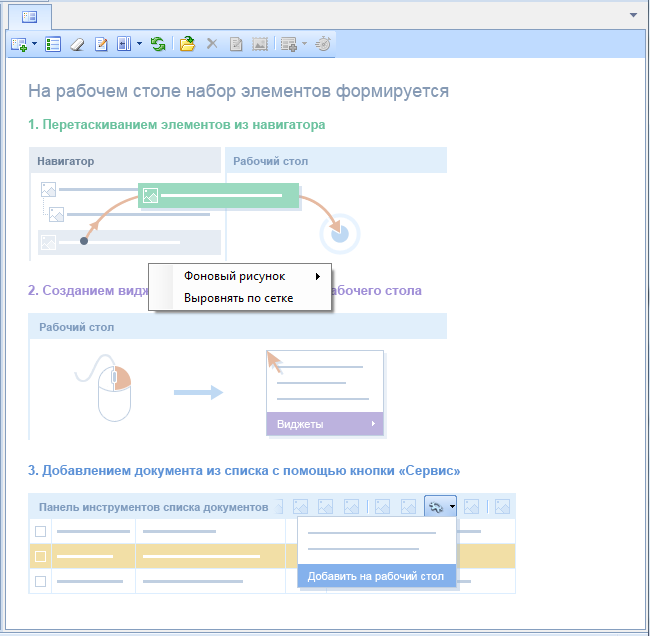 На рабочем столе набор элементов формируется
1. Перетаскиванием элементов из навигатора
Навигатор
Рабочий стол
Фоновый рисунок
Выровнять по сетке
2. Созданием видж
бочего стола
Рабочий стол
Виджеты
3. Добавлением документа из списка с помощью кнопки «Сервис»
Панель инструментов списка документов
Добавить на рабочий стол